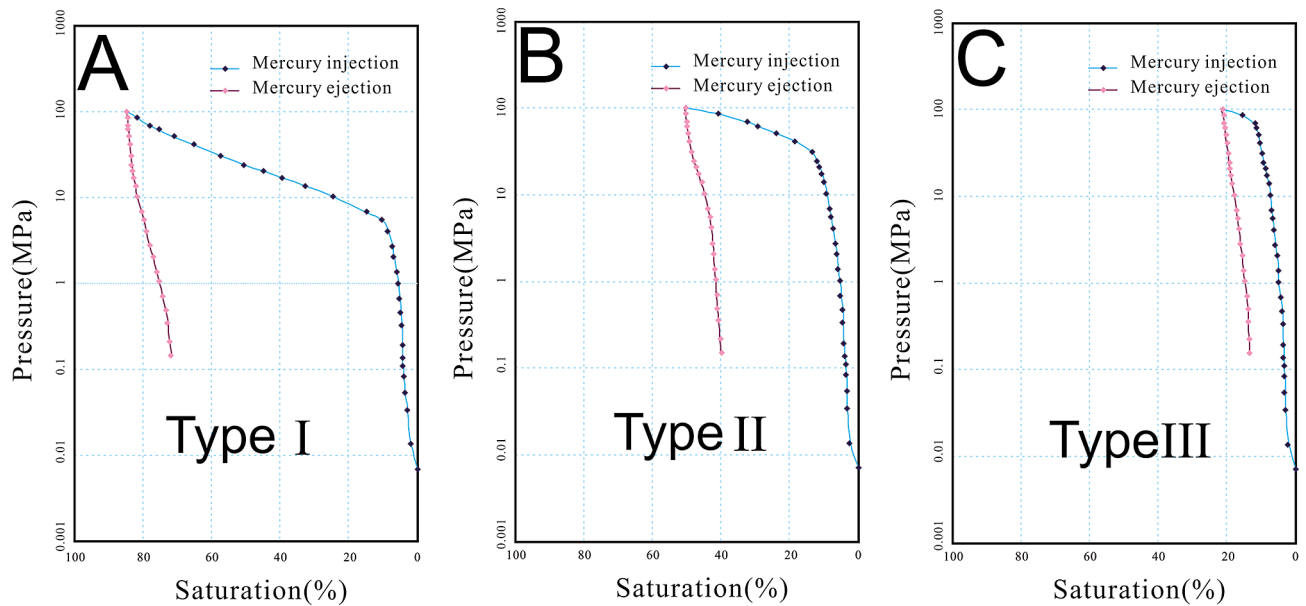 A
Mercury injection
Mercury ejection
Pressure(MPa)
1000
100
10
1
0.1
0.01
0.001
Type I
100 80 60 40 20 0
Saturation(%)
B
Mercury injection
Mercury ejection
Pressure(MPa)
1000
100
10
1
0.1
0.01
0.001
Type II
100 80 60 40 20 0
Saturation(%)
C
Mercury injection
Mercury ejection
Pressure(MPa)
1000
100
10
1
0.1
0.01
0.001
TypeIII
100 80 60 40 20 0
Saturation(%)